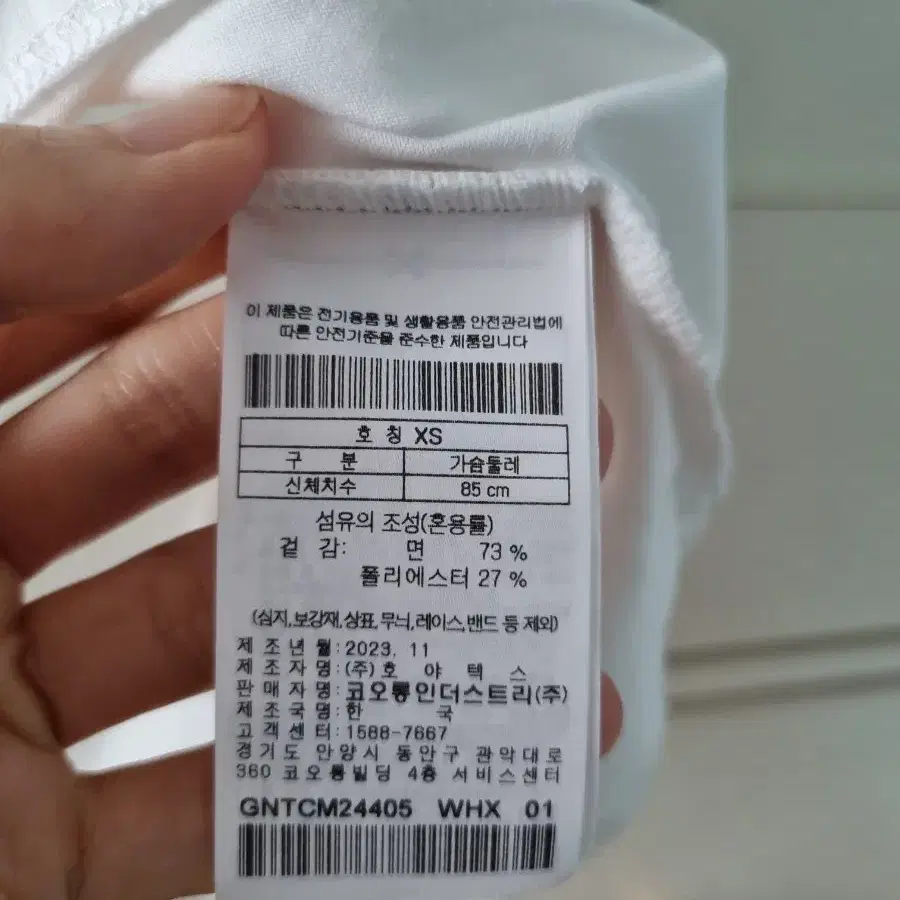 이 제품은 전기용품 및 생활용품 안전관리법에
따른 안전기준을 준수한 제품입니다
호 칭 XS
구 분 가슴둘레
신체치수 85 cm
섬유의 조성(혼용률)
겉 감: 면 73 %
폴리에스터 27 %
(심지,보강재,상표,무늬,레이스,밴드 등 제외)
제 조 년 월: 2023. 11
제 조 자 명: (주)호 야 텍 스
판 매 자 명: 코오롱인더스트리(주)
제 조 국 명: 한 국
고 객 센 터: 1588-7667
경기도 안양시 동안구 관악대로
360 코오롱빌딩 4층 서비스센터
GNTCM24405 WHX 01